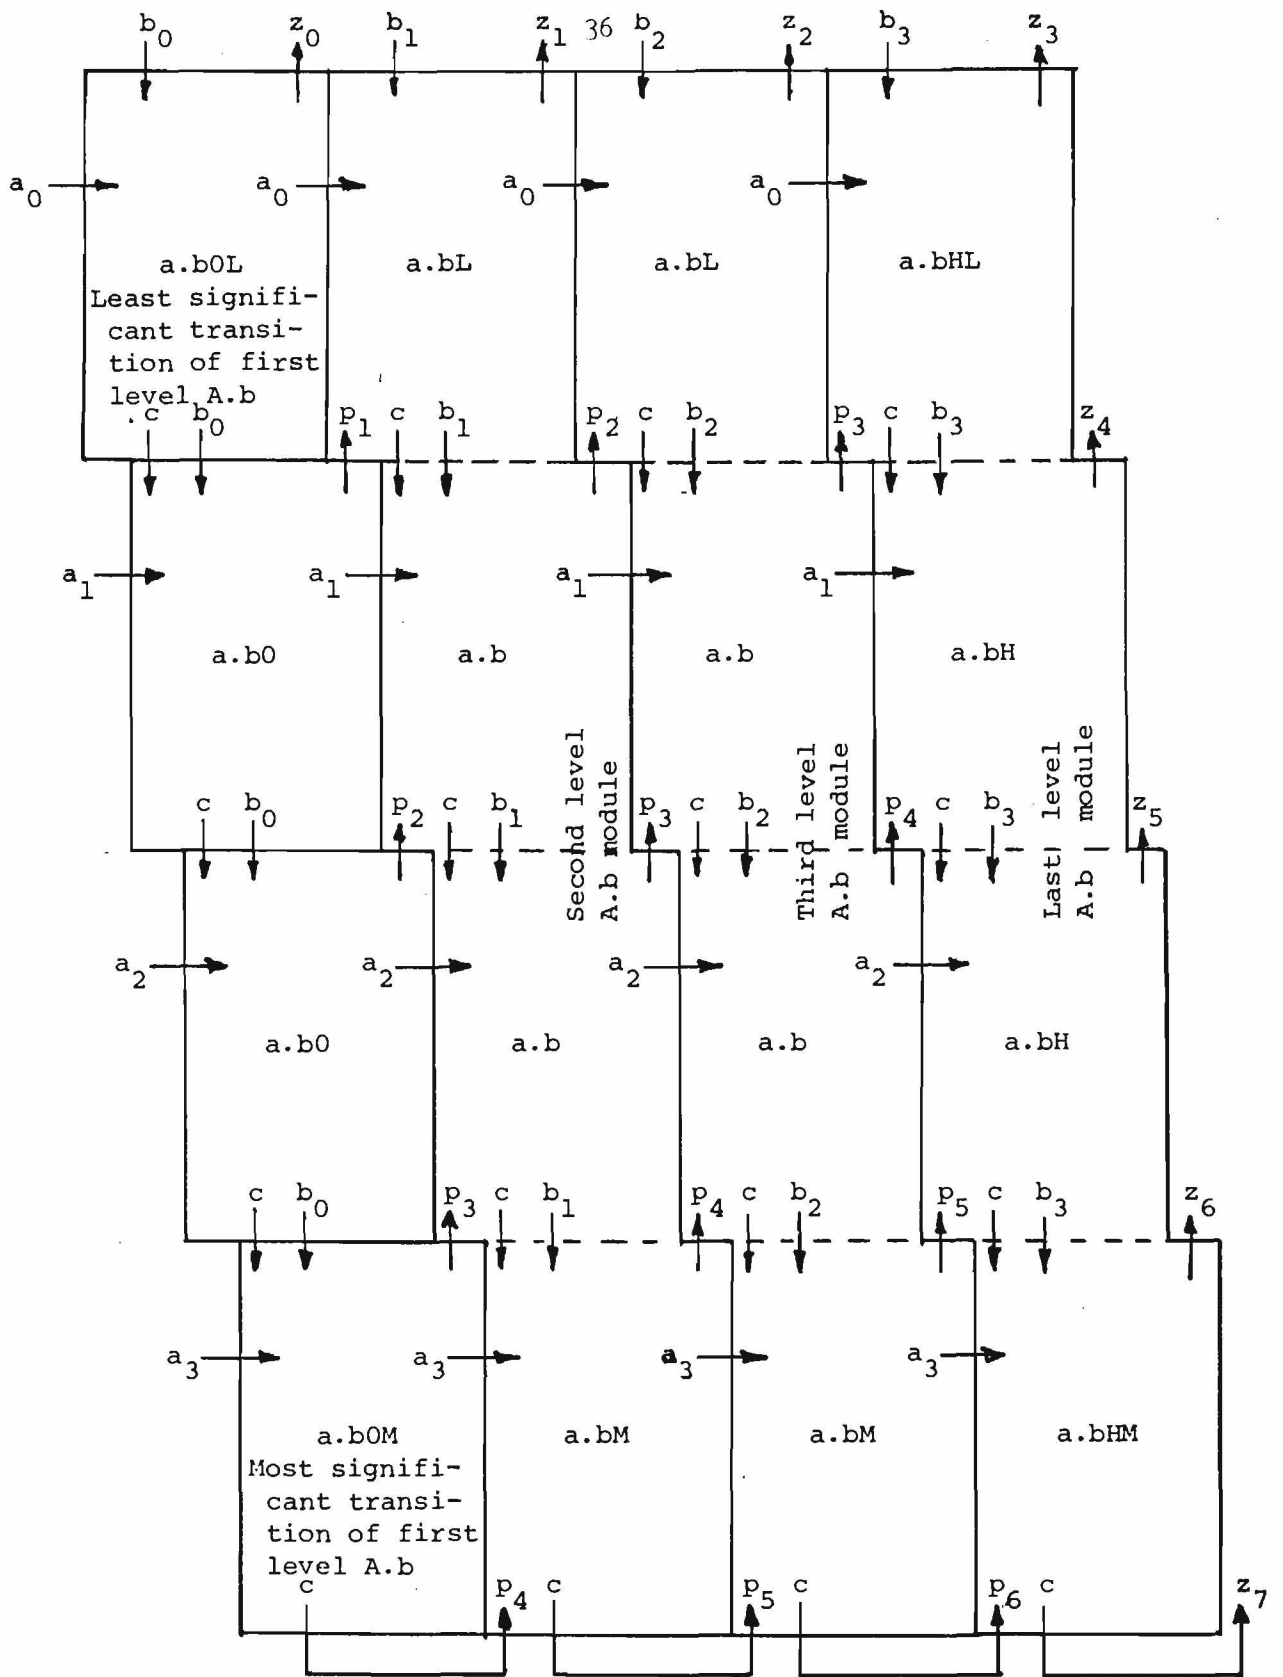 36
b0 z0 b1 z1 b2 z2 b3 z3
a0 a0 a0 a0
a.bOL a.bL a.bL a.bHL
Least signifi-
cant transi-
tion of first
level A.b
c b0 p1 c b1 p2 c b2 p3 c b3 z4
a1 a1 a1 a1
a.bO a.b a.b a.bH
Second level
A.b module
Third level
A.b module
Last level
A.b module
c b0 p2 c b1 p3 c b2 p4 c b3 z5
a2 a2 a2 a2
a.bO a.b a.b a.bH
c b0 p3 c b1 p4 c b2 p5 c b3 z6
a3 a3 a3 a3
a.bOM a.bM a.bM a.bHM
Most signifi-
cant transi-
tion of first
level A.b
c p4 c p5 c p6 c z7